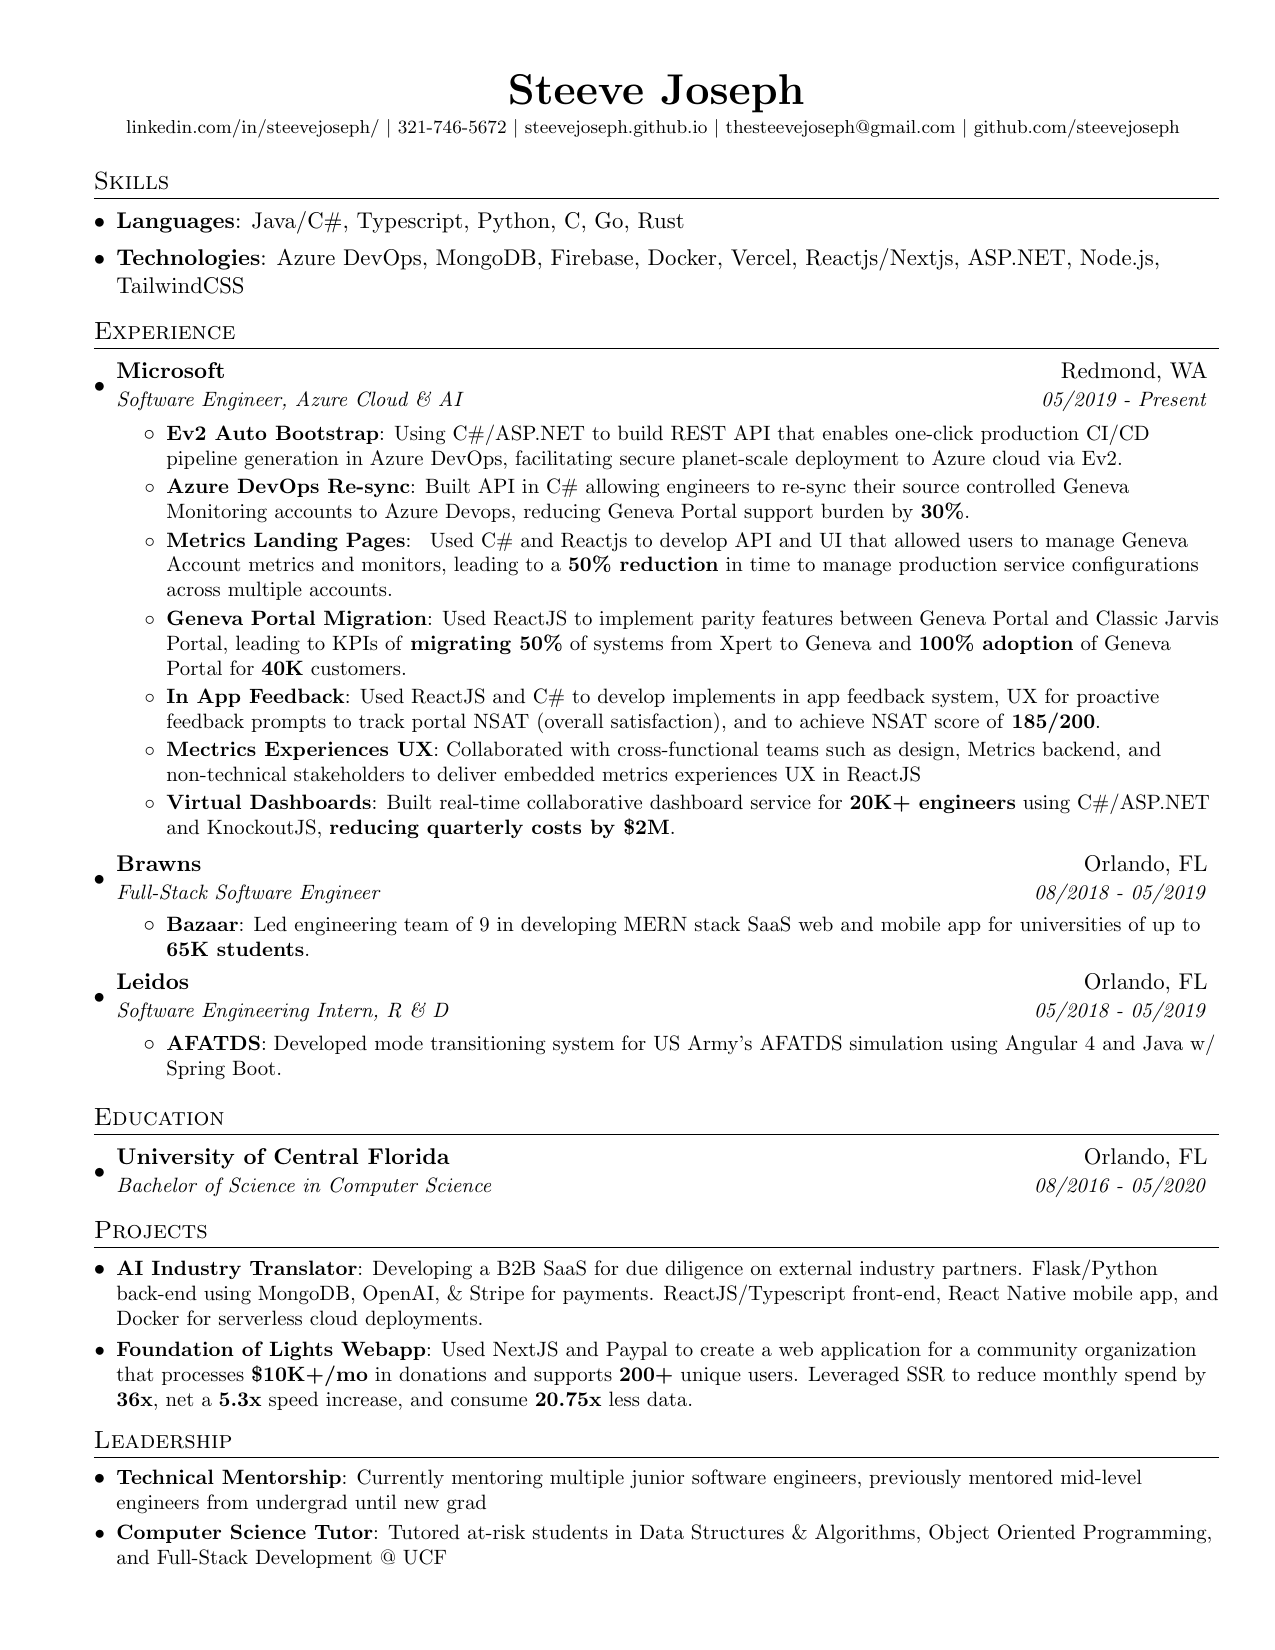 Steeve Joseph
linkedin.com/in/steevejoseph/ | 321-746-5672 | steevejoseph.github.io | thesteevejoseph@gmail.com | github.com/steevejoseph
Skills
• Languages: Java/C#, Typescript, Python, C, Go, Rust
• Technologies: Azure DevOps, MongoDB, Firebase, Docker, Vercel, Reactjs/Nextjs, ASP.NET, Node.js,
TailwindCSS
Experience
• Microsoft Redmond, WA
Software Engineer, Azure Cloud & AI 05/2019 - Present
◦ Ev2 Auto Bootstrap: Using C#/ASP.NET to build REST API that enables one-click production CI/CD
pipeline generation in Azure DevOps, facilitating secure planet-scale deployment to Azure cloud via Ev2.
◦ Azure DevOps Re-sync: Built API in C# allowing engineers to re-sync their source controlled Geneva
Monitoring accounts to Azure Devops, reducing Geneva Portal support burden by 30%.
◦ Metrics Landing Pages: Used C# and Reactjs to develop API and UI that allowed users to manage Geneva
Account metrics and monitors, leading to a 50% reduction in time to manage production service configurations
across multiple accounts.
◦ Geneva Portal Migration: Used ReactJS to implement parity features between Geneva Portal and Classic Jarvis
Portal, leading to KPIs of migrating 50% of systems from Xpert to Geneva and 100% adoption of Geneva
Portal for 40K customers.
◦ In App Feedback: Used ReactJS and C# to develop implements in app feedback system, UX for proactive
feedback prompts to track portal NSAT (overall satisfaction), and to achieve NSAT score of 185/200.
◦ Mectrics Experiences UX: Collaborated with cross-functional teams such as design, Metrics backend, and
non-technical stakeholders to deliver embedded metrics experiences UX in ReactJS
◦ Virtual Dashboards: Built real-time collaborative dashboard service for 20K+ engineers using C#/ASP.NET
and KnockoutJS, reducing quarterly costs by $2M.
• Brawns Orlando, FL
Full-Stack Software Engineer 08/2018 - 05/2019
◦ Bazaar: Led engineering team of 9 in developing MERN stack SaaS web and mobile app for universities of up to
65K students.
• Leidos Orlando, FL
Software Engineering Intern, R & D 05/2018 - 05/2019
◦ AFATDS: Developed mode transitioning system for US Army's AFATDS simulation using Angular 4 and Java w/
Spring Boot.
Education
• University of Central Florida Orlando, FL
Bachelor of Science in Computer Science 08/2016 - 05/2020
Projects
• AI Industry Translator: Developing a B2B SaaS for due diligence on external industry partners. Flask/Python
back-end using MongoDB, OpenAI, & Stripe for payments. ReactJS/Typescript front-end, React Native mobile app, and
Docker for serverless cloud deployments.
• Foundation of Lights Webapp: Used NextJS and Paypal to create a web application for a community organization
that processes $10K+/mo in donations and supports 200+ unique users. Leveraged SSR to reduce monthly spend by
36x, net a 5.3x speed increase, and consume 20.75x less data.
Leadership
• Technical Mentorship: Currently mentoring multiple junior software engineers, previously mentored mid-level
engineers from undergrad until new grad
• Computer Science Tutor: Tutored at-risk students in Data Structures & Algorithms, Object Oriented Programming,
and Full-Stack Development @ UCF